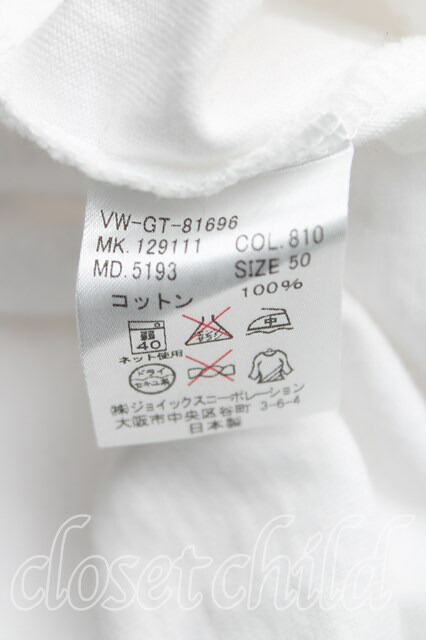 VW-GT-81696
MK. 129111 COL. 810
MD. 5193 SIZE 50
コットン 100%
弱 40 エンソ サラシ 中
ネット使用
ドライ セキユ系
㈱ジョイックスコーポレーション
大阪市中央区谷町 3-6-4
日本製
closetchild